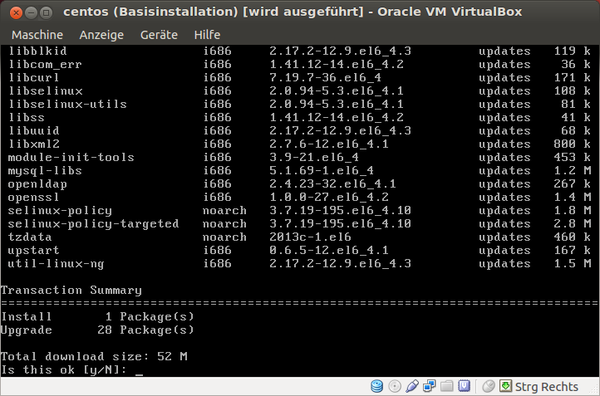 centos (Basisinstallation) [wird ausgeführt] - Oracle VM VirtualBox
Maschine Anzeige Geräte Hilfe
libblkid i686 2.17.2-12.9.el6_4.3 updates 119 k
libcom_err i686 1.41.12-14.el6_4.2 updates 36 k
libcurl i686 7.19.7-36.el6_4 updates 171 k
libselinux i686 2.0.94-5.3.el6_4.1 updates 108 k
libselinux-utils i686 2.0.94-5.3.el6_4.1 updates 81 k
libss i686 1.41.12-14.el6_4.2 updates 41 k
libuuid i686 2.17.2-12.9.el6_4.3 updates 68 k
libxml2 i686 2.7.6-12.el6_4.1 updates 800 k
module-init-tools i686 3.9-21.el6_4 updates 453 k
mysql-libs i686 5.1.69-1.el6_4 updates 1.2 M
openldap i686 2.4.23-32.el6_4.1 updates 267 k
openssl i686 1.0.0-27.el6_4.2 updates 1.4 M
selinux-policy noarch 3.7.19-195.el6_4.10 updates 1.8 M
selinux-policy-targeted noarch 3.7.19-195.el6_4.10 updates 2.8 M
tzdata noarch 2013c-1.el6 updates 460 k
upstart i686 0.6.5-12.el6_4.1 updates 167 k
util-linux-ng i686 2.17.2-12.9.el6_4.3 updates 1.5 M
Transaction Summary
================================================================================
Install 1 Package(s)
Upgrade 28 Package(s)
Total download size: 52 M
Is this ok [y/N]: _
Strg Rechts